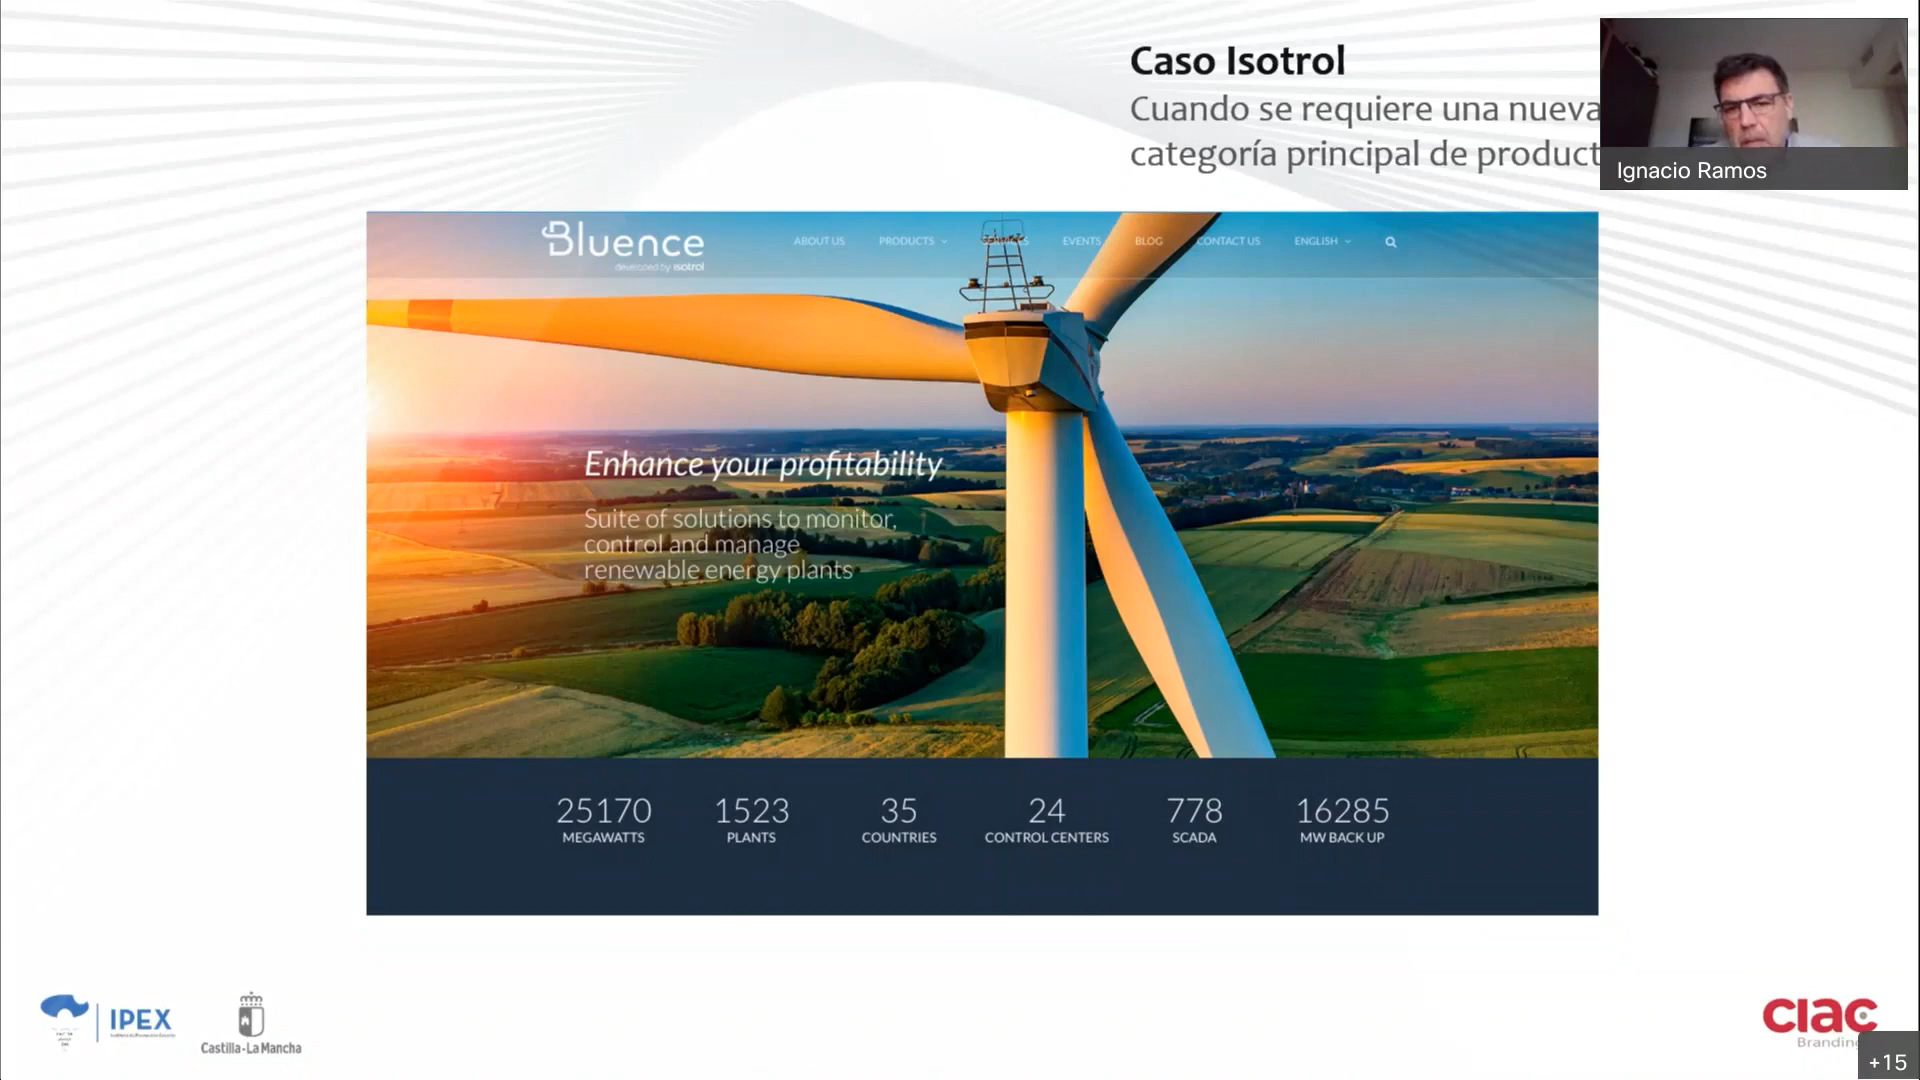 Caso Isotrol
Cuando se requiere una nueva
categoría principal de product
Ignacio Ramos
Bluence
developed by isotrol
ABOUT US
PRODUCTS
SERVICES
EVENTS
BLOG
CONTACT US
ENGLISH
Enhance your profitability
Suite of solutions to monitor,
control and manage
renewable energy plants
25170
MEGAWATTS
1523
PLANTS
35
COUNTRIES
24
CONTROL CENTERS
778
SCADA
16285
MW BACK UP
IPEX
Castilla-La Mancha
CIAC
Branding
+15